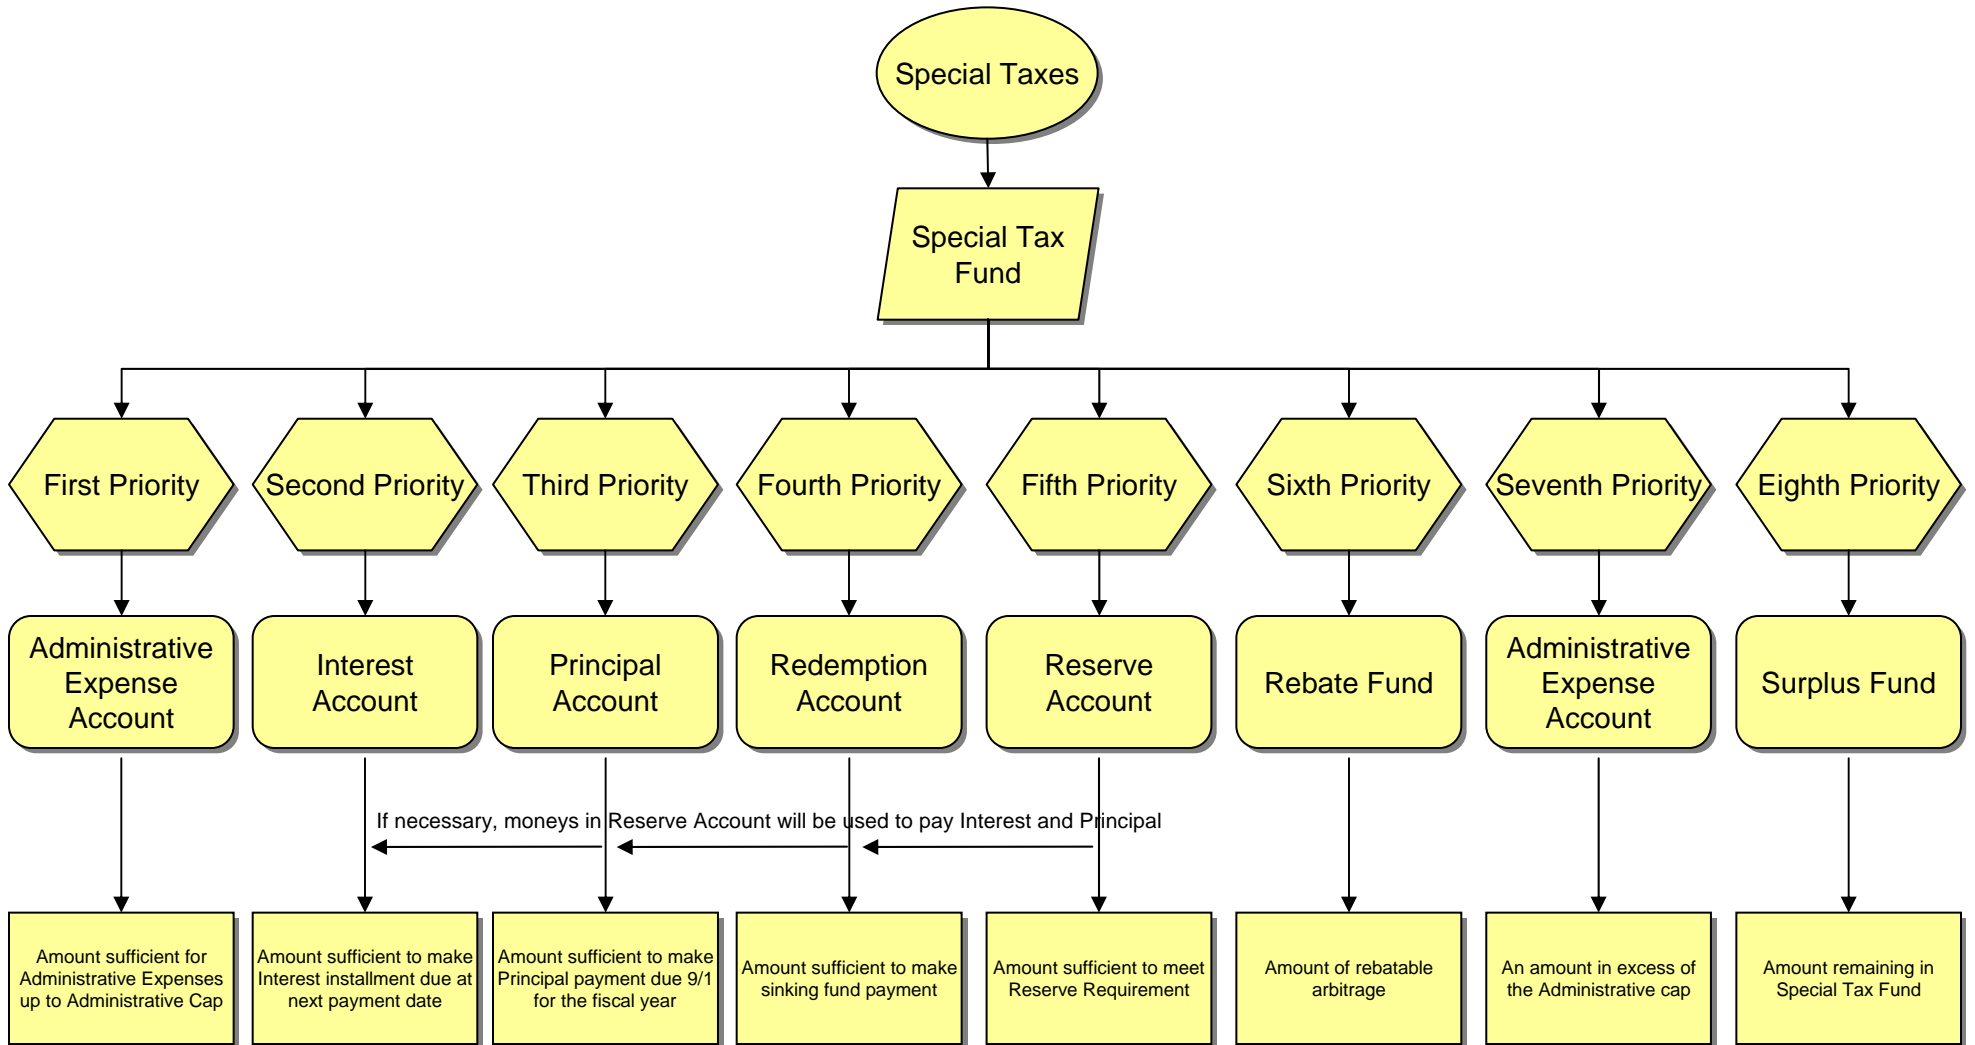 Special Taxes
Special Tax
Fund
First Priority
Second Priority
Third Priority
Fourth Priority
Fifth Priority
Sixth Priority
Seventh Priority
Eighth Priority
Administrative
Expense
Account
Interest
Account
Principal
Account
Redemption
Account
Reserve
Account
Rebate Fund
Administrative
Expense
Account
Surplus Fund
If necessary, moneys in Reserve Account will be used to pay Interest and Principal
Amount sufficient for
Administrative Expenses
up to Administrative Cap
Amount sufficient to make
Interest installment due at
next payment date
Amount sufficient to make
Principal payment due 9/1
for the fiscal year
Amount sufficient to make
sinking fund payment
Amount sufficient to meet
Reserve Requirement
Amount of rebatable
arbitrage
An amount in excess of
the Administrative cap
Amount remaining in
Special Tax Fund